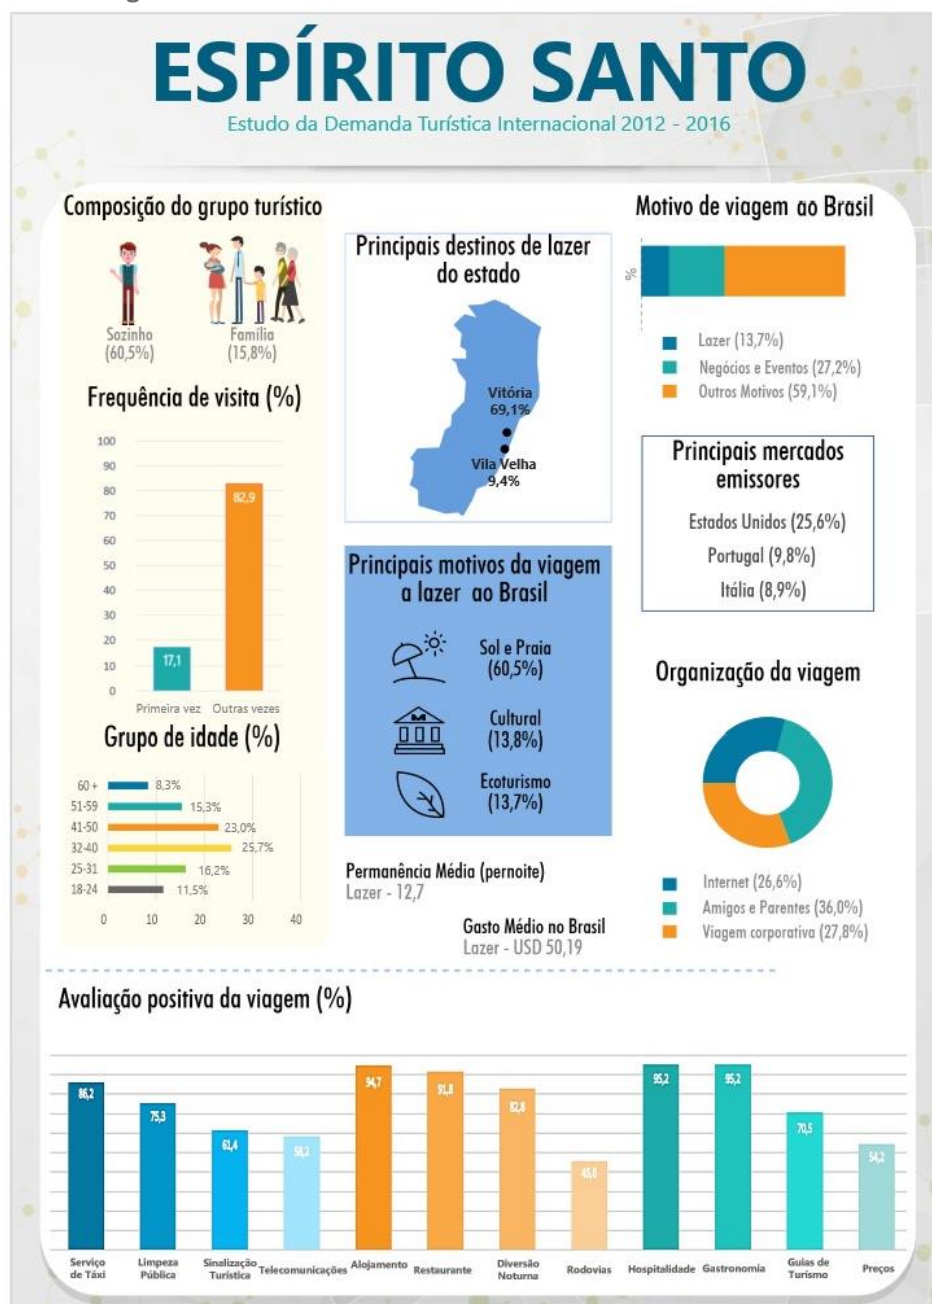 ESPÍRITO SANTO
Estudo da Demanda Turística Internacional 2012 - 2016
Composição do grupo turístico
Sozinho
(60,5%)
Família
(15,8%)
Frequência de visita (%)
100
90
80
70
60
50
40
30
20
10
0
17,1
82,9
Primeira vez
Outras vezes
Grupo de idade (%)
60 +
8,3%
51-59
15,3%
41-50
23,0%
32-40
25,7%
25-31
16,2%
18-24
11,5%
0
10
20
30
40
Principais destinos de lazer
do estado
Vitória
69,1%
Vila Velha
9,4%
Principais motivos da viagem
a lazer ao Brasil
Sol e Praia
(60,5%)
Cultural
(13,8%)
Ecoturismo
(13,7%)
Permanência Média (pernoite)
Lazer - 12,7
Gasto Médio no Brasil
Lazer - USD 50,19
Motivo de viagem ao Brasil
%
Lazer (13,7%)
Negócios e Eventos (27,2%)
Outros Motivos (59,1%)
Principais mercados
emissores
Estados Unidos (25,6%)
Portugal (9,8%)
Itália (8,9%)
Organização da viagem
Internet (26,6%)
Amigos e Parentes (36,0%)
Viagem corporativa (27,8%)
Avaliação positiva da viagem (%)
86,2
75,3
61,4
58,2
94,7
91,8
82,8
45,6
95,2
95,2
70,5
54,2
Serviço
de Táxi
Limpeza
Pública
Sinalização
Turística
Telecomunicações
Alojamento
Restaurante
Diversão
Noturna
Rodovias
Hospitalidade
Gastronomia
Guias de
Turismo
Preços